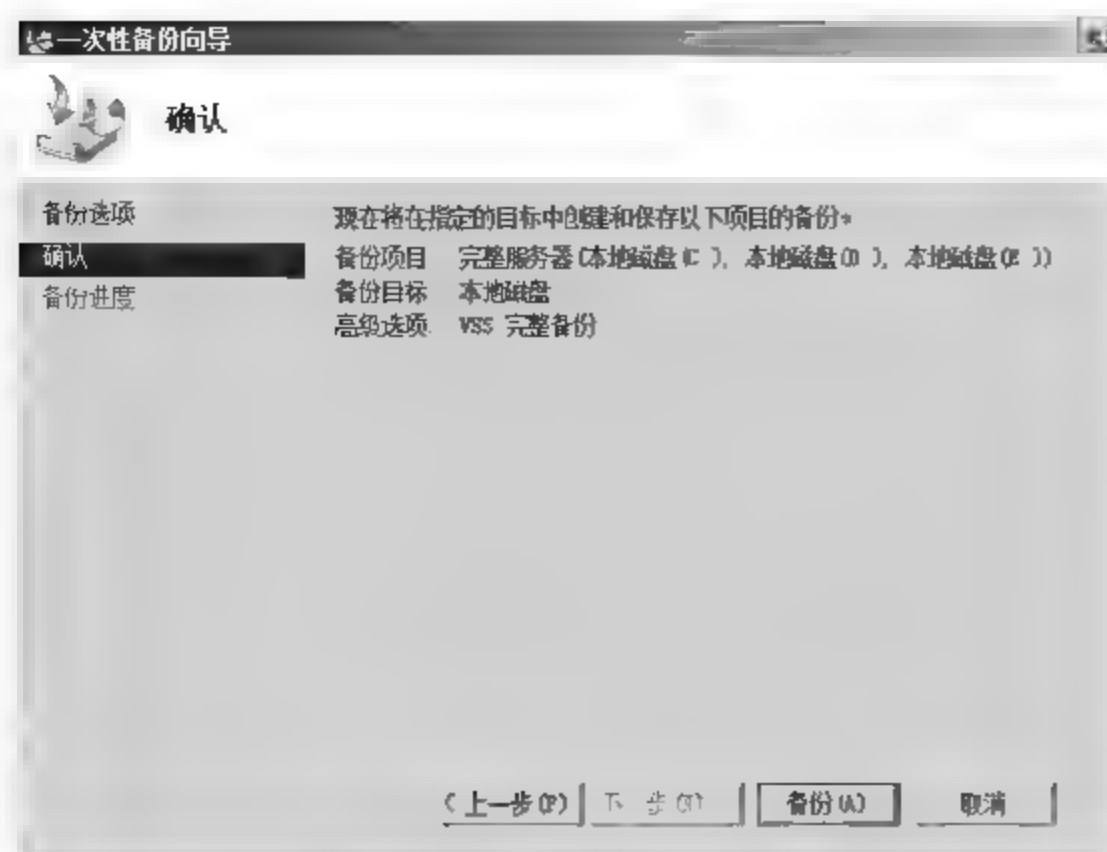 一次性备份向导
确认
备份选项
确认
备份进度
现在将在指定的目标中创建和保存以下项目的备份。
备份项目 完整服务器(本地磁盘(C ), 本地磁盘(D ), 本地磁盘(E ))
备份目标 本地磁盘
高级选项 VSS 完整备份
< 上一步(P) 下 步(N) 备份(A) 取消